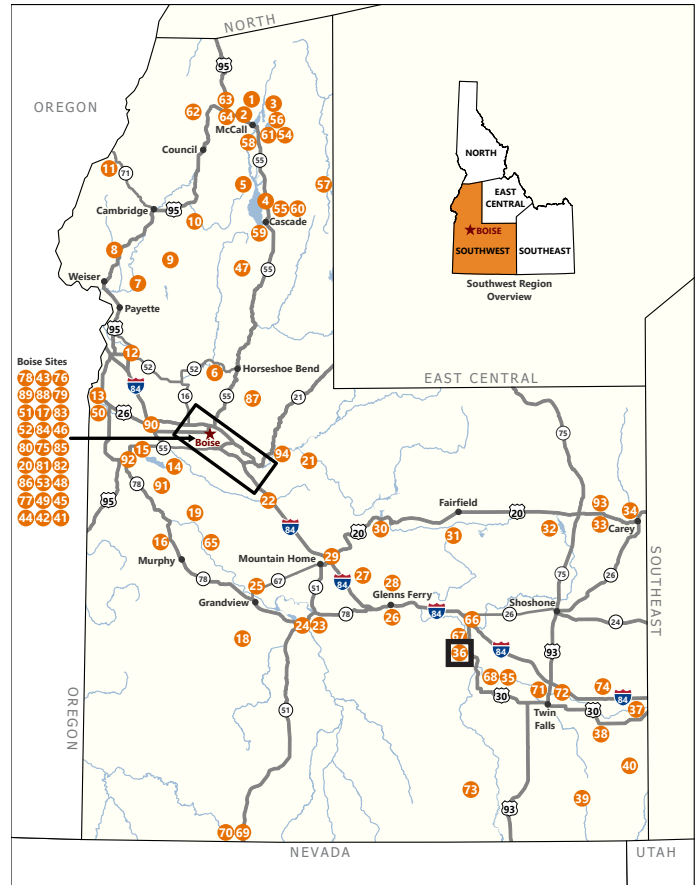 NORTH
OREGON
95
63
1
3
62
64
2
56
McCall
61
54
58
Council
55
11
71
5
57
4
55
60
Cambridge
95
10
Cascade
59
8
9
47
55
Weiser
7
Payette
95
12
52
52
6
Horseshoe Bend
84
16
55
87
21
13
50
26
90
Boise
15
55
94
21
92
14
78
91
22
95
19
84
Boise Sites
78 43 76
89 88 79
51 17 83
52 84 46
80 75 85
20 81 82
86 53 48
77 49 45
44 42 41
NORTH
EAST
CENTRAL
BOISE
SOUTHWEST
SOUTHEAST
Southwest Region
Overview
EAST CENTRAL
75
Fairfield
20
93
34
20
30
31
32
33
Carey
16
65
Mountain Home
29
Murphy
67
27
75
26
78
25
51
84
28
Glenns Ferry
Grandview
78
84
26
Shoshone
24
23
26
66
24
18
67
84
93
36
SOUTHEAST
68
35
71
72
74
84
30
30
37
Twin
Falls
38
51
40
OREGON
73
39
93
70
69
NEVADA
UTAH